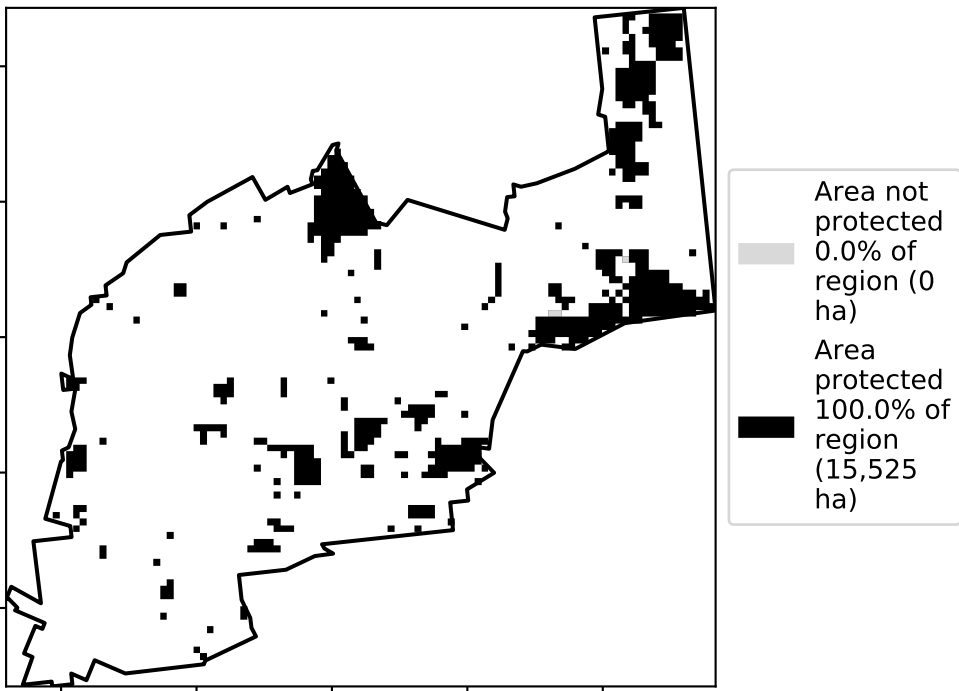 Area not
protected
0.0% of
region (0
ha)
Area
protected
100.0% of
region
(15,525
ha)